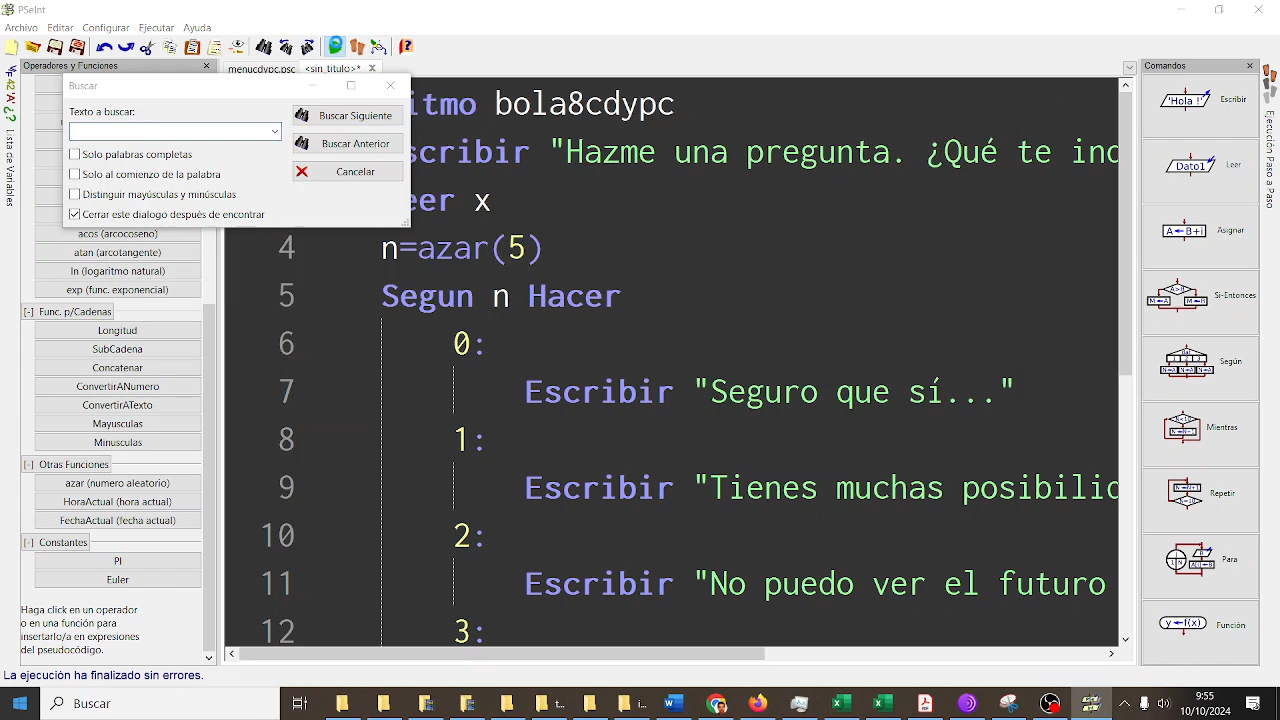 PSeInt
Archivo Editar Configurar Ejecutar Ayuda
Operadores y Funciones
menucdypc.psc
<sin_titulo>*
Comandos
Buscar
Texto a buscar:
Buscar Siguiente
Buscar Anterior
Cancelar
Solo palabras completas
Solo al comienzo de la palabra
Distinguir mayúsculas y minúsculas
Cerrar este dialogo después de encontrar
Lista de Variables
acos (arcocoseno)
atan (arcotangente)
ln (logaritmo natural)
exp (func. exponencial)
[-] Func. p/Cadenas
Longitud
SubCadena
Concatenar
ConvertirANumero
ConvertirATexto
Mayusculas
Minusculas
[-] Otras Funciones
azar (numero aleatorio)
HoraActual (hora actual)
FechaActual (fecha actual)
[-] Constantes
PI
Euler
Haga click en un operador
o en una función para
insertarlo/a en expresiones
del pseudocódigo.
itmo bola8cdypc
scribir "Hazme una pregunta. ¿Qué te ind
eer x
4 n=azar(5)
5 Segun n Hacer
6 0:
7 Escribir "Seguro que sí..."
8 1:
9 Escribir "Tienes muchas posibilid
10 2:
11 Escribir "No puedo ver el futuro
12 3:
'Hola !' Escribir
Dato1 Leer
A←B+i Asignar
Si-Entonces
Según
Mientras
Repetir
Para
y←f(x) Función
Ejecución Paso a Paso
La ejecución ha finalizado sin errores.
Buscar
9:55
10/10/2024